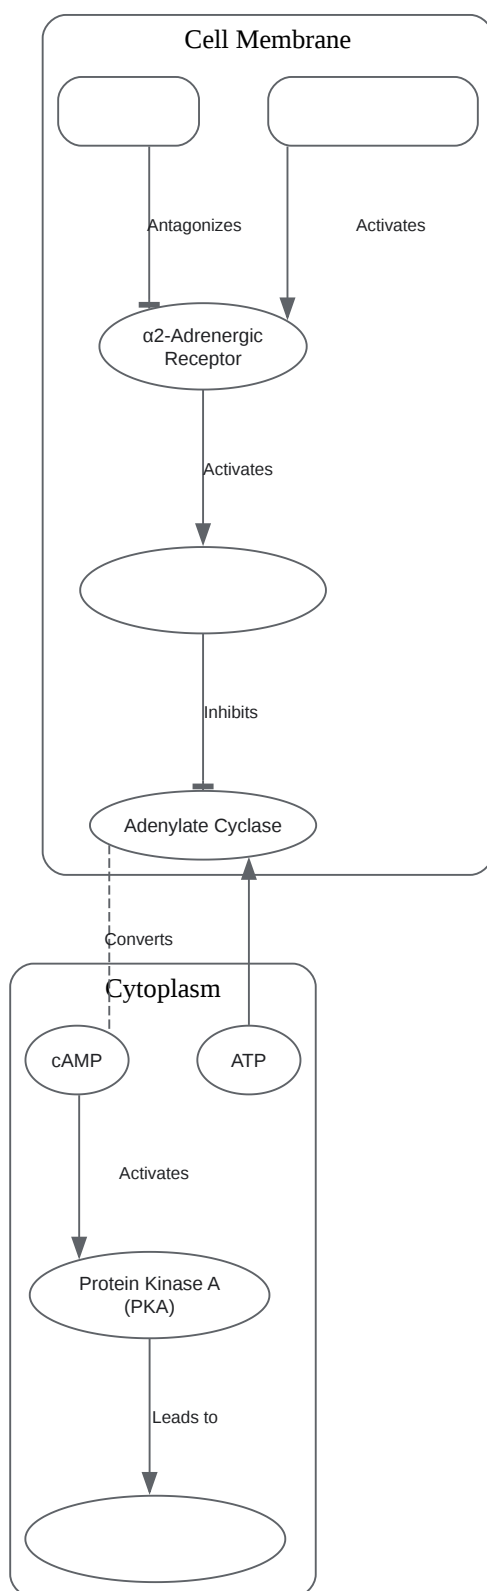 Cell Membrane
Antagonizes
Activates
α2-Adrenergic
Receptor
Activates
Inhibits
Adenylate Cyclase
Converts
Cytoplasm
cAMP
ATP
Activates
Protein Kinase A
(PKA)
Leads to